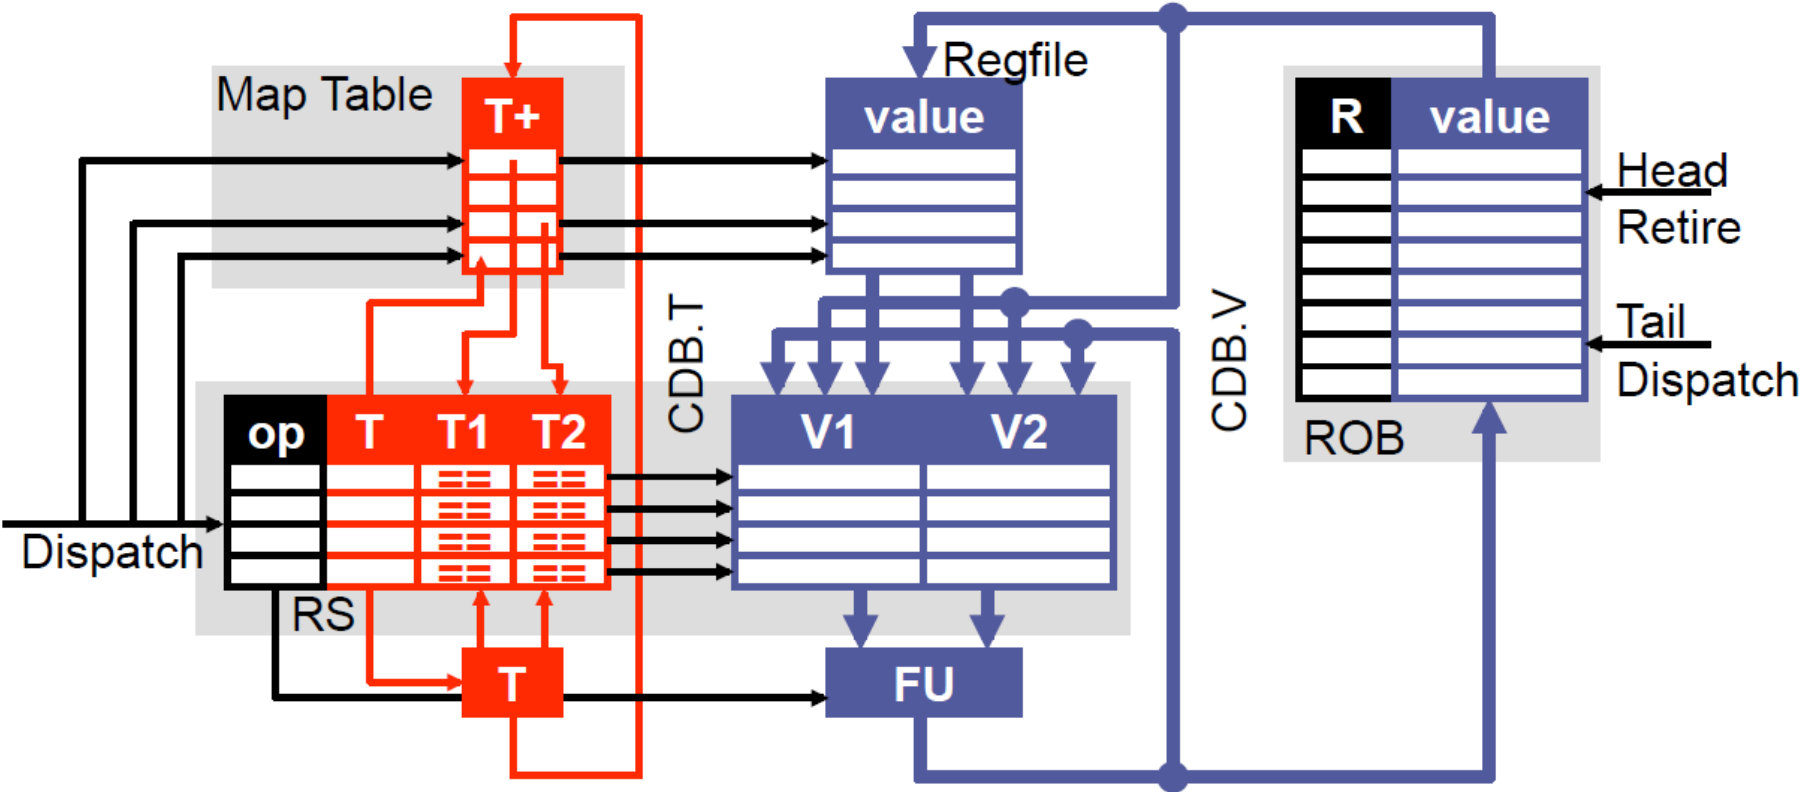 Map Table
T+
Regfile
value
R
value
Head
Retire
Tail
Dispatch
ROB
CDB.T
CDB.V
op
T
T1
T2
V1
V2
==
==
==
==
==
==
==
==
Dispatch
RS
T
FU